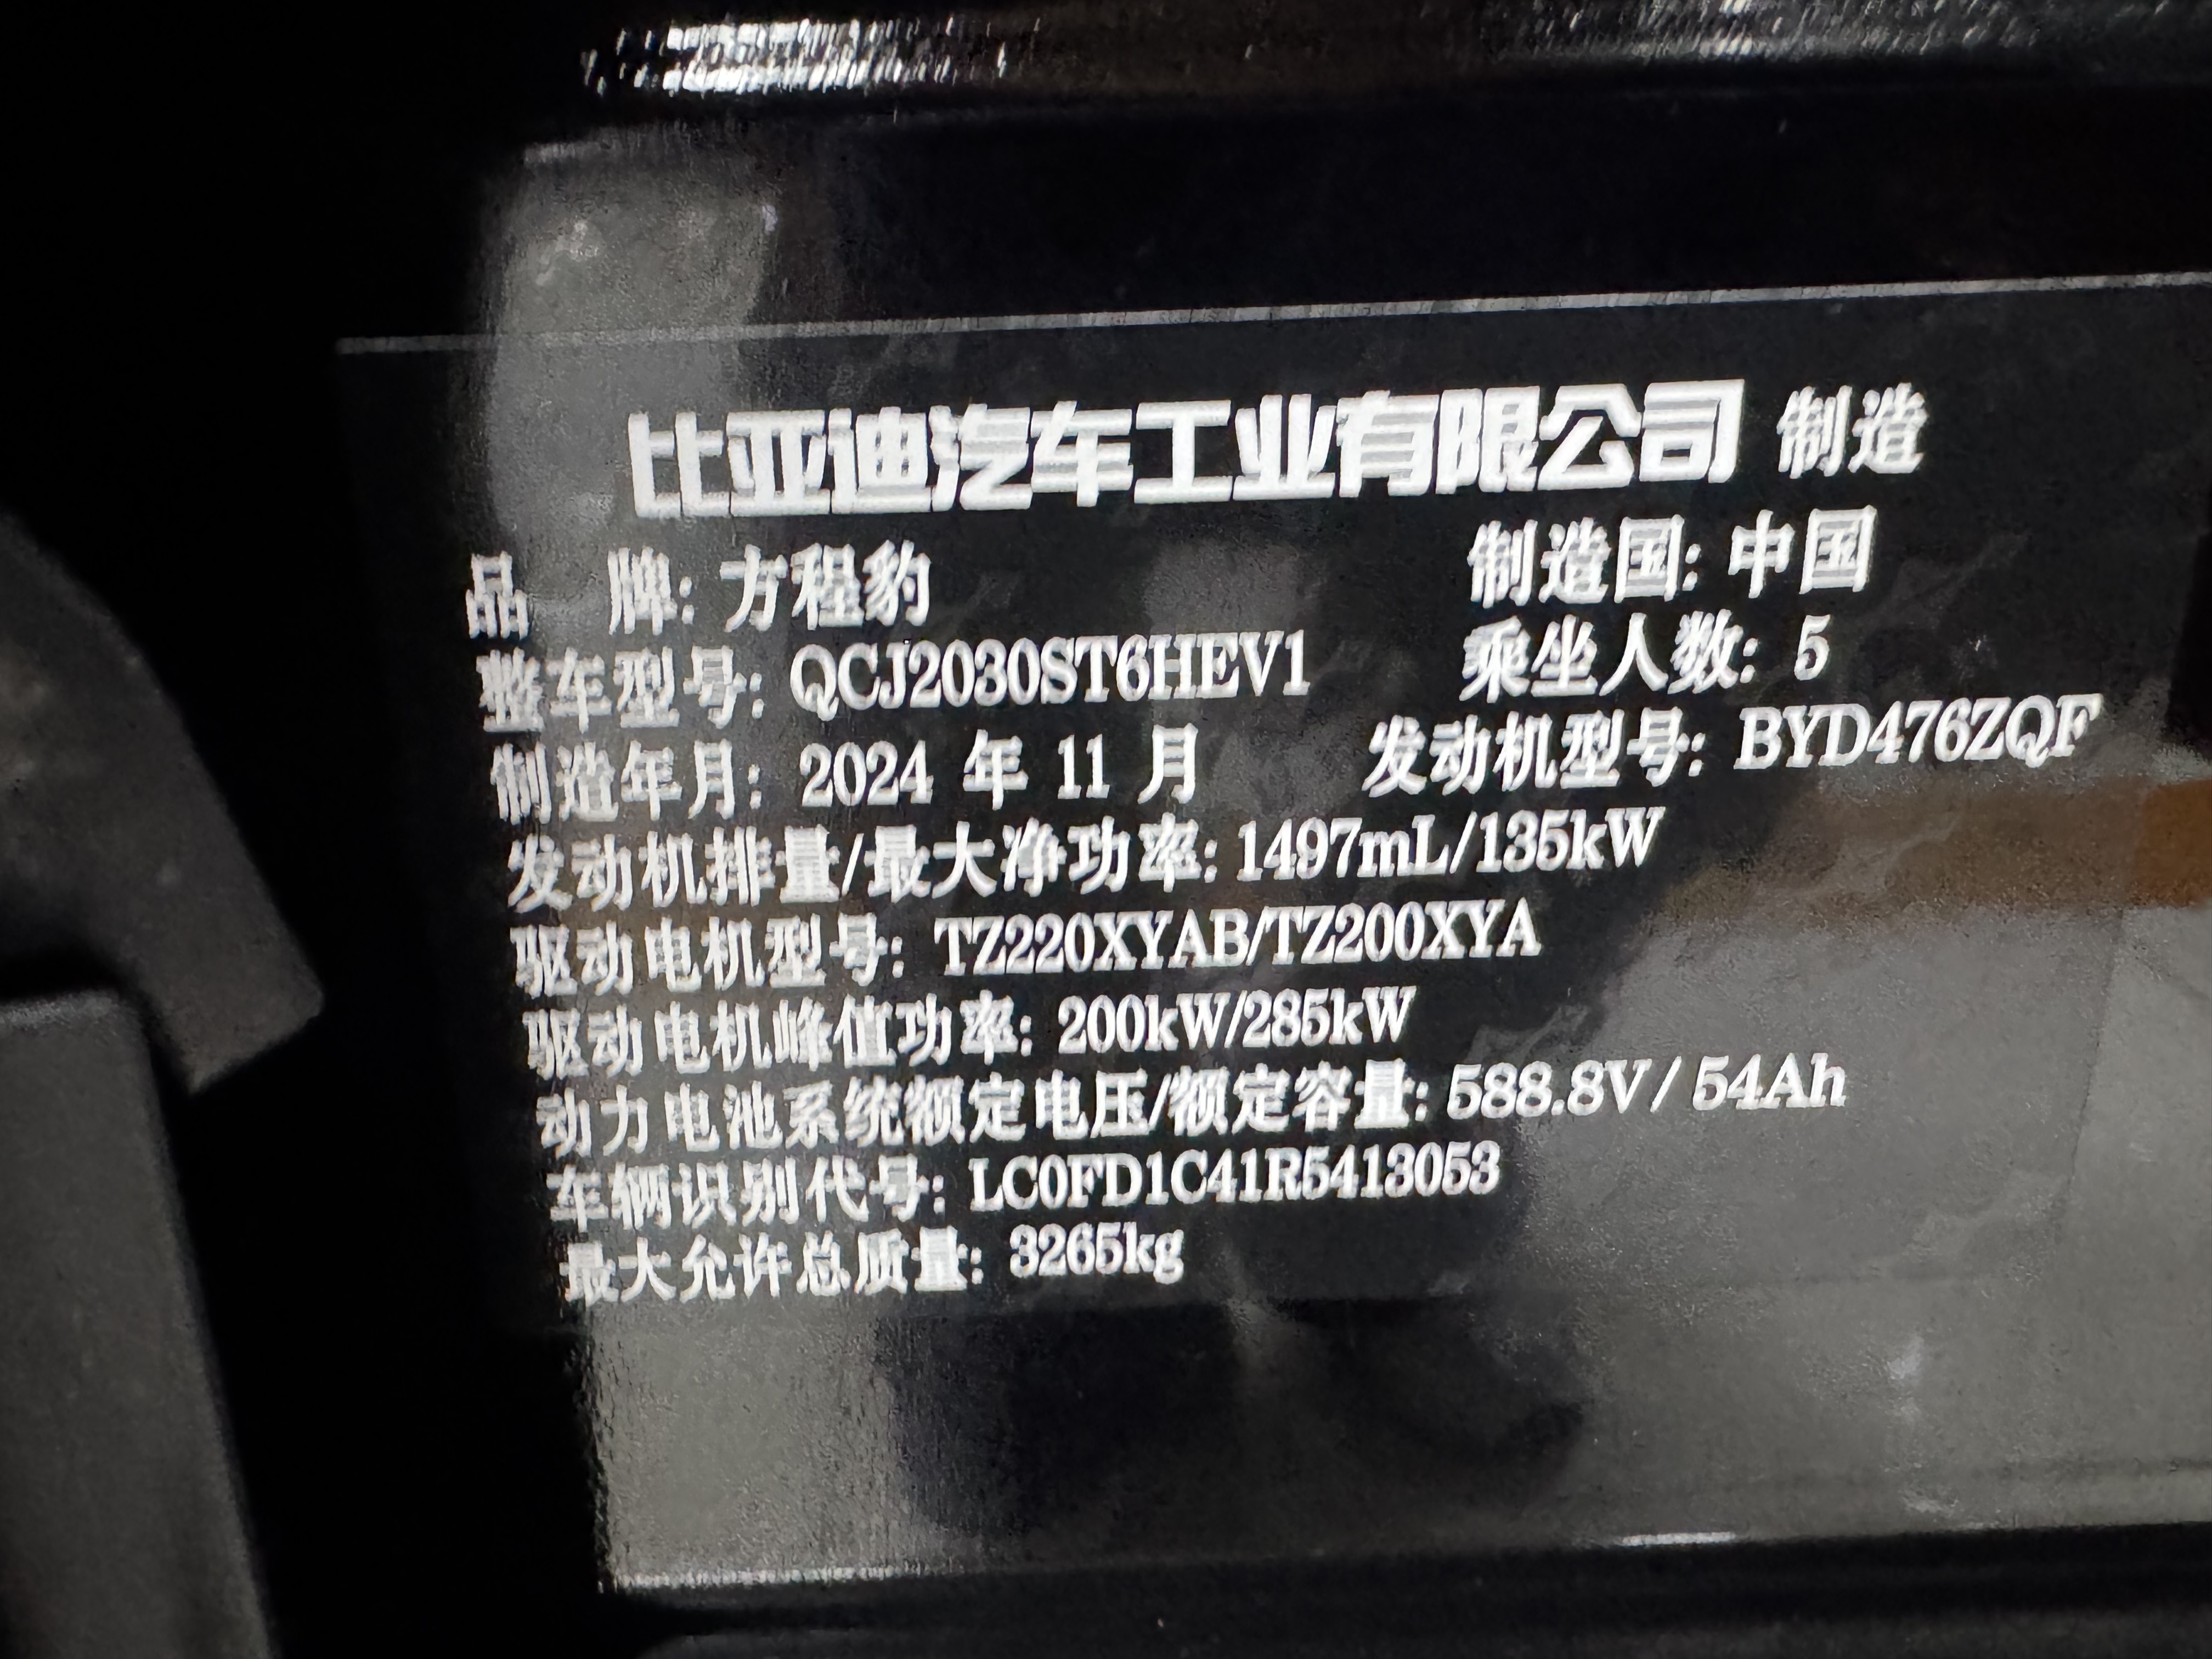 比亚迪汽车工业有限公司 制造
品 牌: 方程豹 制造国: 中国
整车型号: QCJ2030ST6HEV1 乘坐人数: 5
制造年月: 2024 年 11 月 发动机型号: BYD476ZQF
发动机排量/最大净功率: 1497mL/135kW
驱动电机型号: TZ220XYAB/TZ200XYA
驱动电机峰值功率: 200kW/285kW
动力电池系统额定电压/额定容量: 588.8V / 54Ah
车辆识别代号: LC0FD1C41R5413053
最大允许总质量: 3265kg